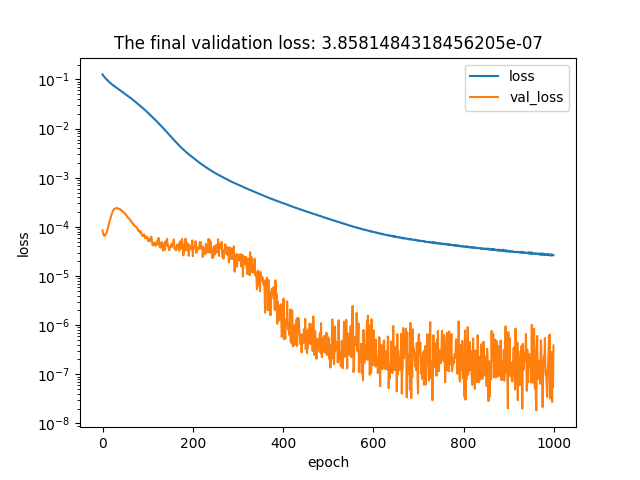 The final validation loss: 3.8581484318456205e-07
loss
val_loss
10⁻¹
10⁻²
10⁻³
10⁻⁴
10⁻⁵
10⁻⁶
10⁻⁷
10⁻⁸
loss
0 200 400 600 800 1000
epoch